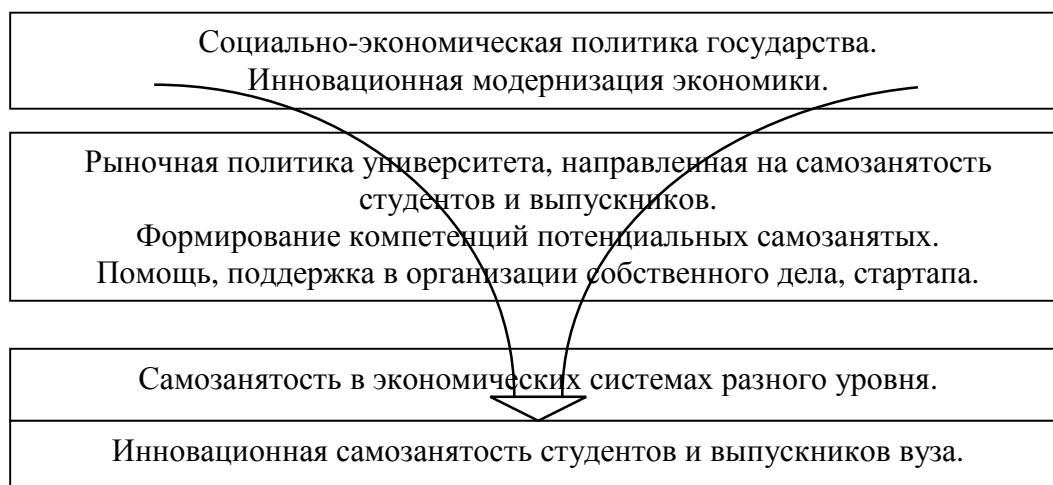 Социально-экономическая политика государства.
Инновационная модернизация экономики.
Рыночная политика университета, направленная на самозанятость
студентов и выпускников.
Формирование компетенций потенциальных самозанятых.
Помощь, поддержка в организации собственного дела, стартапа.
Самозанятость в экономических системах разного уровня.
Инновационная самозанятость студентов и выпускников вуза.